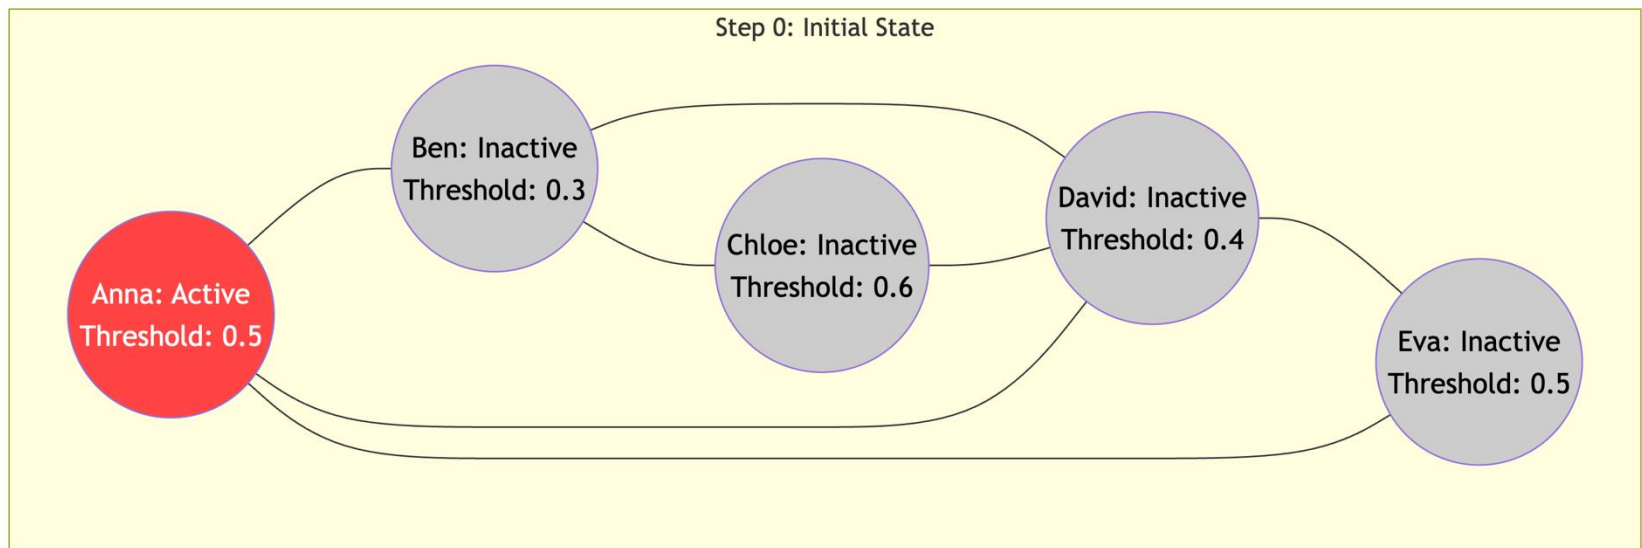 Step 0: Initial State
Anna: Active
Threshold: 0.5
Ben: Inactive
Threshold: 0.3
Chloe: Inactive
Threshold: 0.6
David: Inactive
Threshold: 0.4
Eva: Inactive
Threshold: 0.5